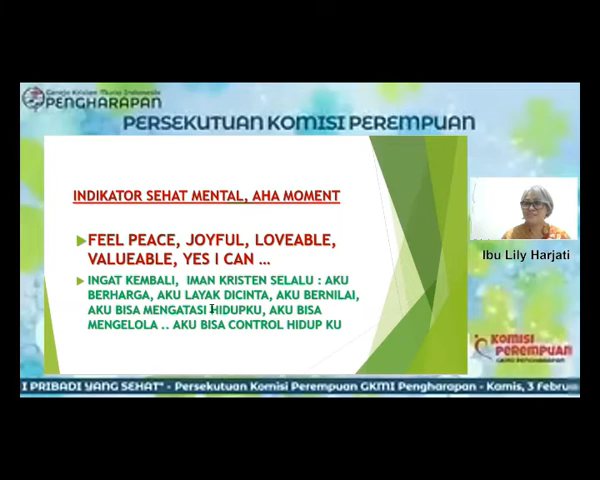 Gereja Kristen Muria Indonesia
PENGHARAPAN
PERSEKUTUAN KOMISI PEREMPUAN
INDIKATOR SEHAT MENTAL, AHA MOMENT
FEEL PEACE, JOYFUL, LOVEABLE,
VALUEABLE, YES I CAN ...
INGAT KEMBALI, IMAN KRISTEN SELALU : AKU
BERHARGA, AKU LAYAK DICINTA, AKU BERNILAI,
AKU BISA MENGATASI HIDUPKU, AKU BISA
MENGELOLA .. AKU BISA CONTROL HIDUP KU
Ibu Lily Harjati
KOMISI
PEREMPUAN
GKMI PENGHARAPAN
I PRIBADI YANG SEHAT" - Persekutuan Komisi Perempuan GKMI Pengharapan - Kamis, 3 Februa